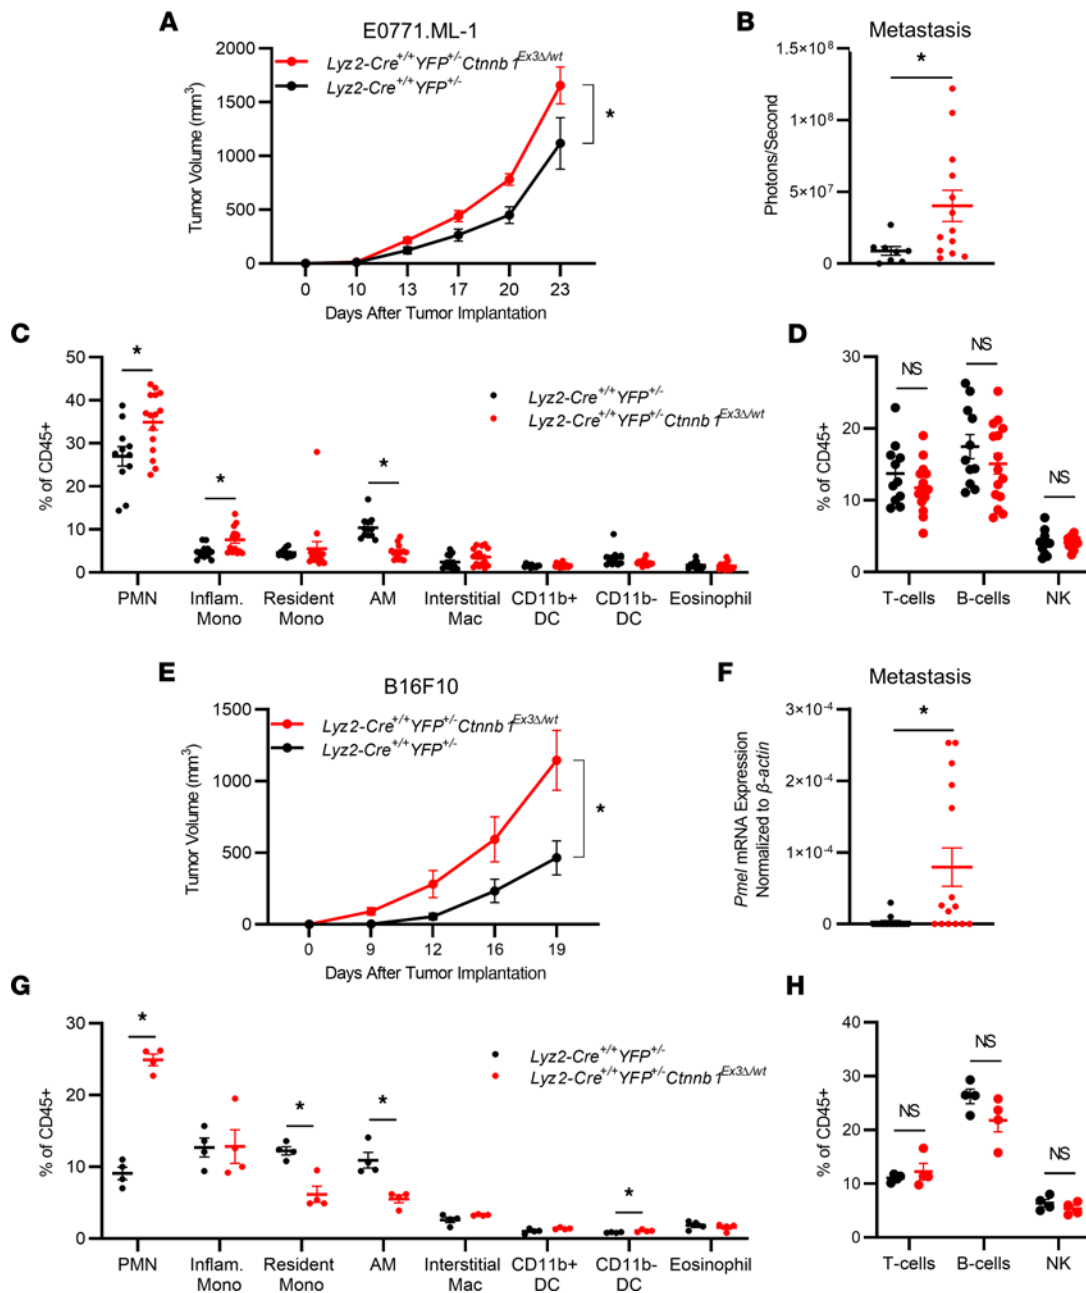 A
E0771.ML-1
Lyz2-Cre+/+YFP+/-Ctnnb1Ex3Δ/wt
Lyz2-Cre+/+YFP+/-
Tumor Volume (mm3)
2000
1500
1000
500
0
0 10 13 17 20 23
Days After Tumor Implantation
*
B
Metastasis
*
Photons/Second
1.5×10^8
1×10^8
5×10^7
0
C
% of CD45+
50
40
30
20
10
0
* * *
Lyz2-Cre+/+YFP+/-
Lyz2-Cre+/+YFP+/-Ctnnb1Ex3Δ/wt
PMN Inflam. Resident AM Interstitial CD11b+ CD11b- Eosinophil
Mono Mono Mac DC DC
D
% of CD45+
30
20
10
0
NS NS NS
T-cells B-cells NK
E
B16F10
Lyz2-Cre+/+YFP+/-Ctnnb1Ex3Δ/wt
Lyz2-Cre+/+YFP+/-
Tumor Volume (mm3)
1500
1000
500
0
0 9 12 16 19
Days After Tumor Implantation
*
F
Metastasis
*
Pmel mRNA Expression
Normalized to β-actin
3×10-4
2×10-4
1×10-4
0
G
% of CD45+
30
20
10
0
* * * *
Lyz2-Cre+/+YFP+/-
Lyz2-Cre+/+YFP+/-Ctnnb1Ex3Δ/wt
PMN Inflam. Resident AM Interstitial CD11b+ CD11b- Eosinophil
Mono Mono Mac DC DC
H
% of CD45+
40
30
20
10
0
NS NS NS
T-cells B-cells NK